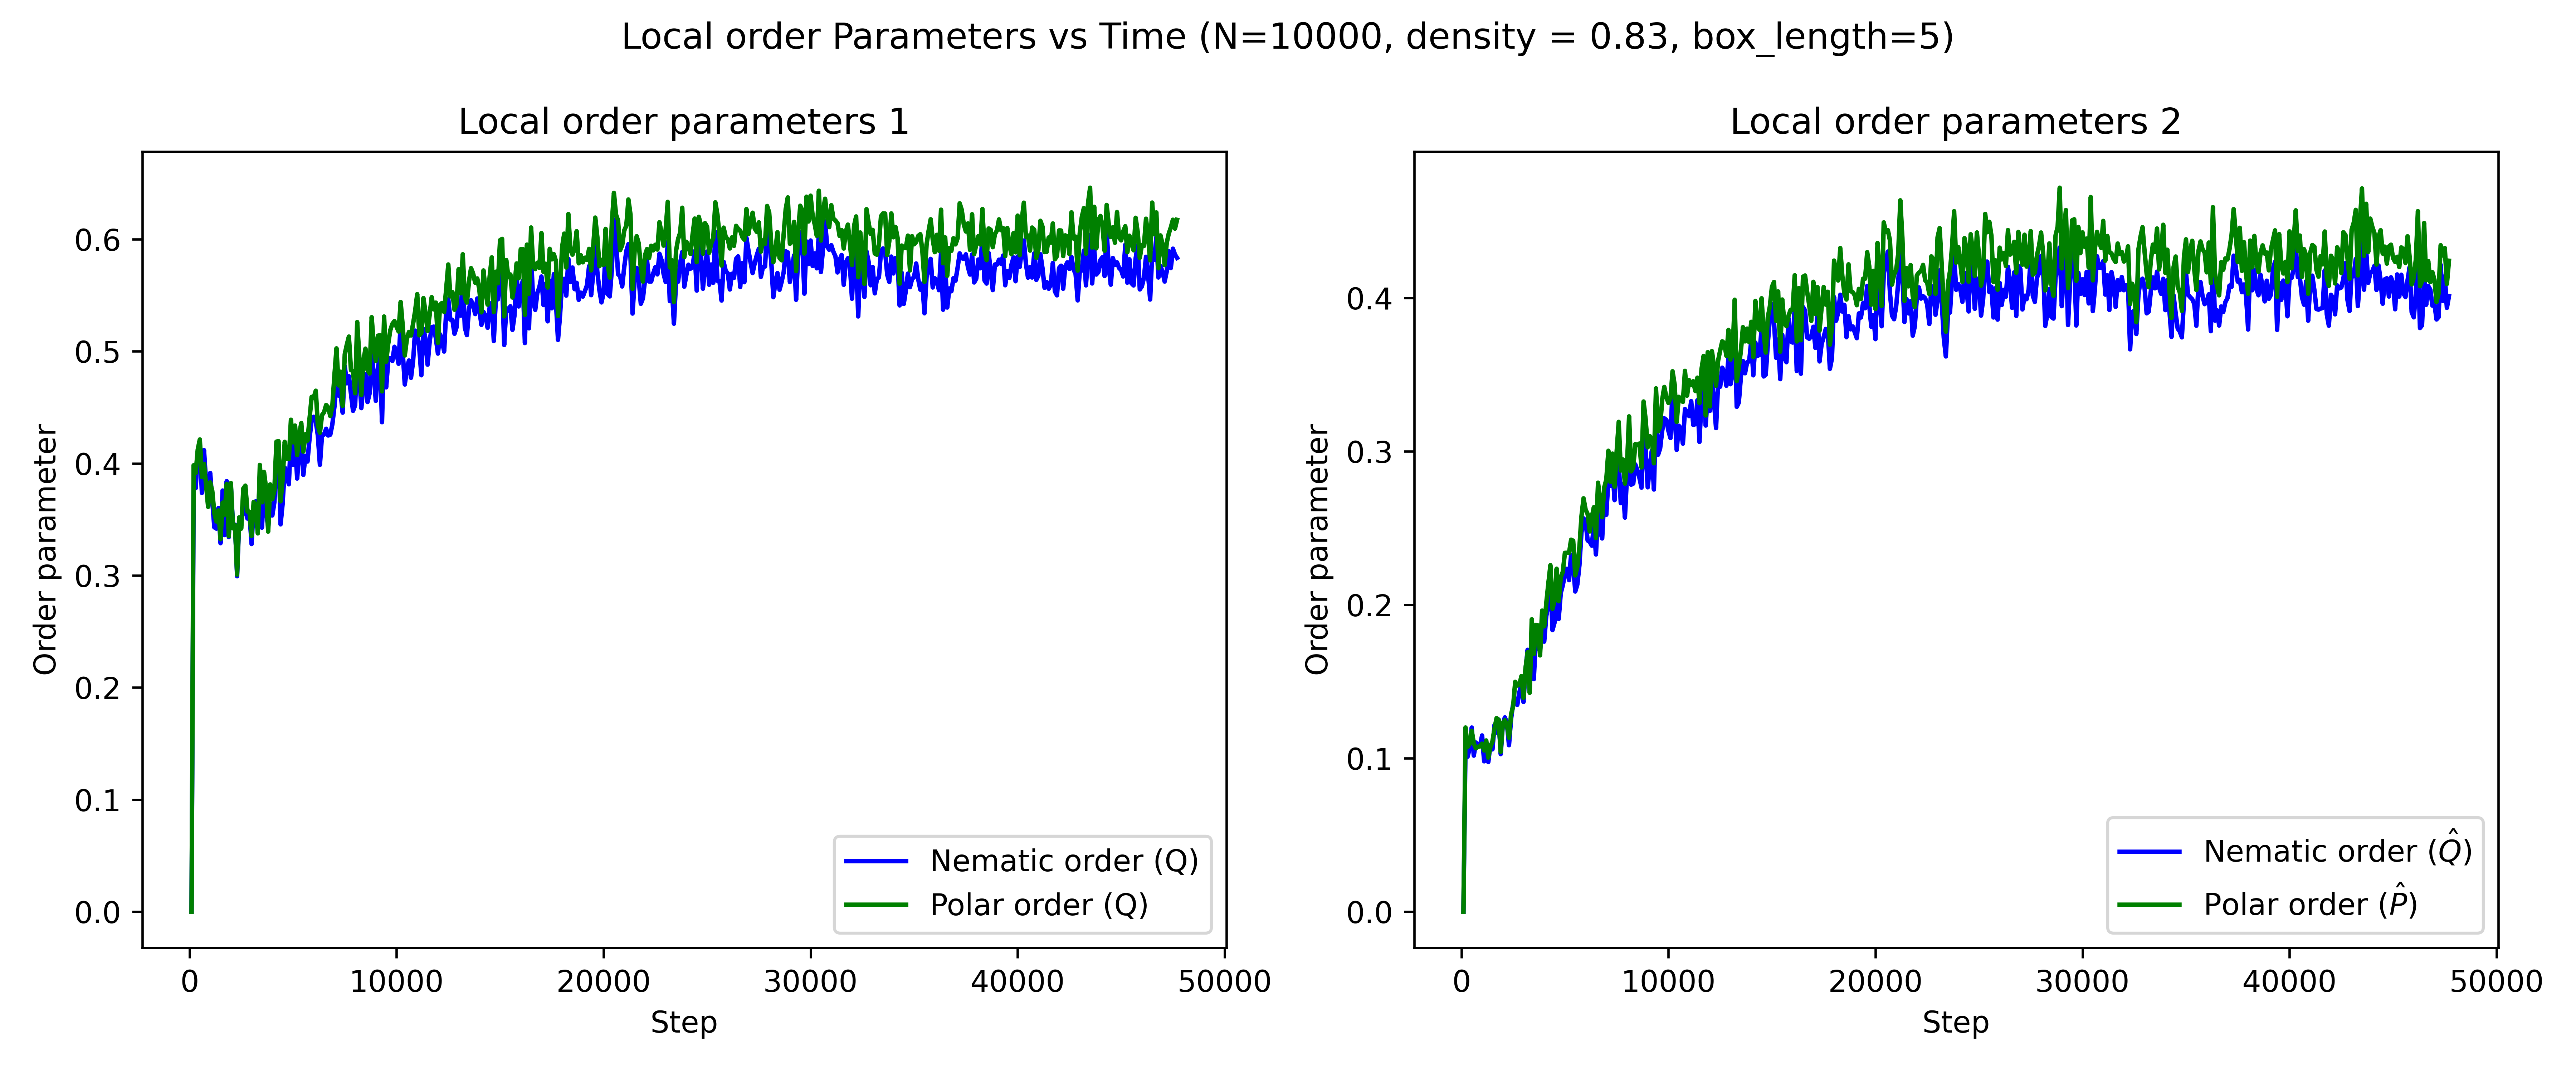 Local order Parameters vs Time (N=10000, density = 0.83, box_length=5)
Local order parameters 1
Order parameter
0.6
0.5
0.4
0.3
0.2
0.1
0.0
Nematic order (Q)
Polar order (Q)
0 10000 20000 30000 40000 50000
Step
Local order parameters 2
Order parameter
0.4
0.3
0.2
0.1
0.0
Nematic order (Q̂)
Polar order (P̂)
0 10000 20000 30000 40000 50000
Step